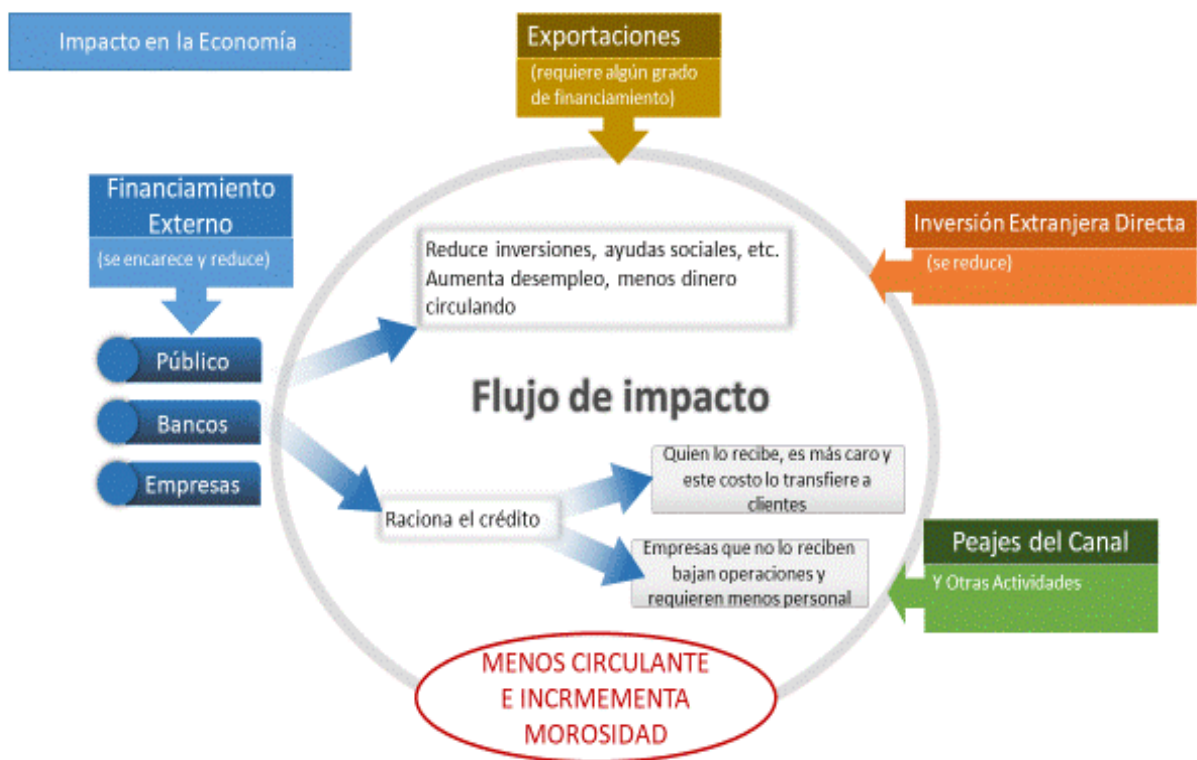 Impacto en la Economía
Exportaciones
(requiere algún grado
de financiamiento)
Financiamiento
Externo
(se encarece y reduce)
Inversión Extranjera Directa
(se reduce)
Reduce inversiones, ayudas sociales, etc.
Aumenta desempleo, menos dinero
circulando
Público
Bancos
Empresas
Flujo de impacto
Quien lo recibe, es más caro y
este costo lo transfiere a
clientes
Raciona el crédito
Empresas que no lo reciben
bajan operaciones y
requieren menos personal
Peajes del Canal
Y Otras Actividades
MENOS CIRCULANTE
E INCRMEMENTA
MOROSIDAD